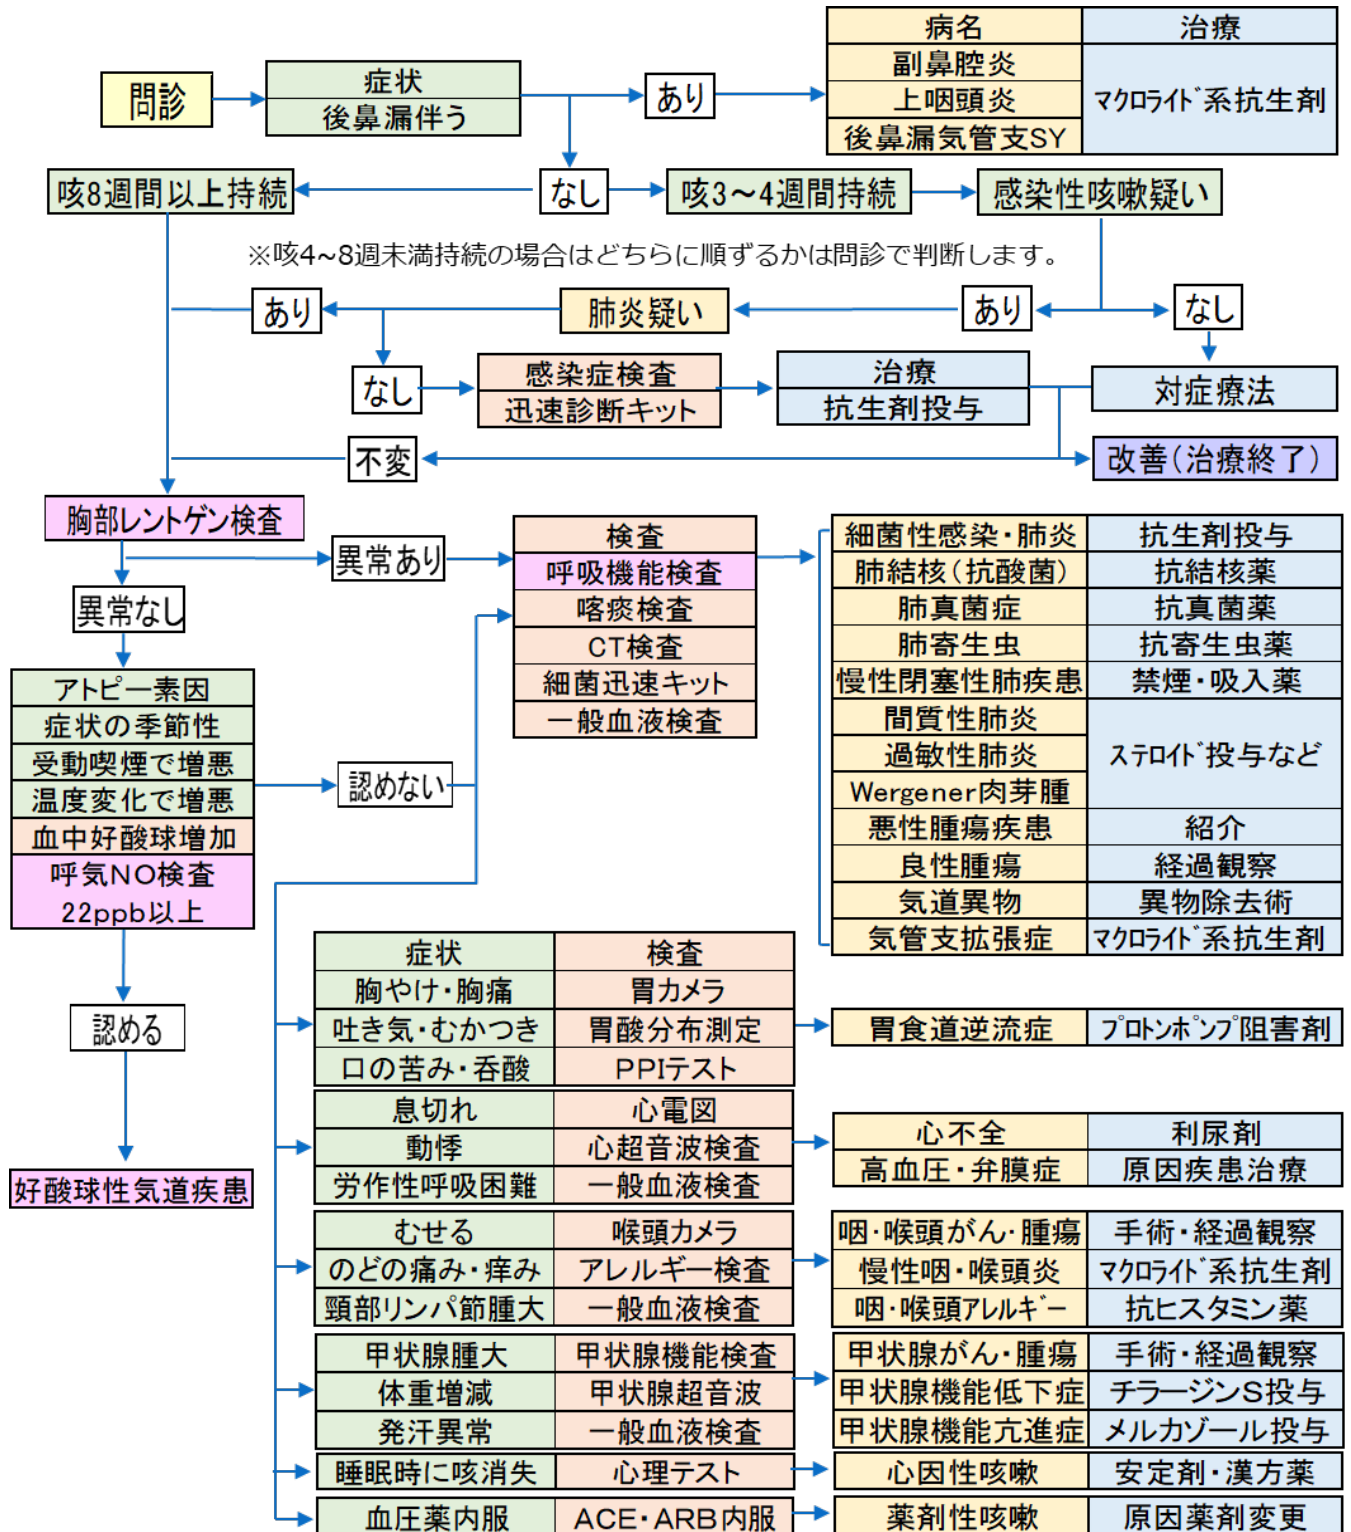 病名 治療
問診 症状 あり 副鼻腔炎
後鼻漏伴う 上咽頭炎 マクロライド系抗生剤
後鼻漏気管支SY
咳8週間以上持続 なし 咳3～4週間持続 感染性咳嗽疑い
※咳4~8週未満持続の場合はどちらに順ずるかは問診で判断します。
あり 肺炎疑い あり なし
なし 感染症検査 治療 対症療法
迅速診断キット 抗生剤投与
不変 改善(治療終了)
胸部レントゲン検査
異常あり
異常なし
検査
呼吸機能検査
喀痰検査
CT検査
細菌迅速キット
一般血液検査
細菌性感染・肺炎 抗生剤投与
肺結核(抗酸菌) 抗結核薬
肺真菌症 抗真菌薬
肺寄生虫 抗寄生虫薬
慢性閉塞性肺疾患 禁煙・吸入薬
間質性肺炎
過敏性肺炎 ステロイド投与など
Wergener肉芽腫
悪性腫瘍疾患 紹介
良性腫瘍 経過観察
気道異物 異物除去術
気管支拡張症 マクロライド系抗生剤
アトピー素因
症状の季節性
受動喫煙で増悪
温度変化で増悪
血中好酸球増加
呼気NO検査
22ppb以上
認めない
認める
好酸球性気道疾患
症状 検査
胸やけ・胸痛 胃カメラ
吐き気・むかつき 胃酸分布測定 胃食道逆流症 プロトンポンプ阻害剤
口の苦み・呑酸 PPIテスト
息切れ 心電図
動悸 心超音波検査
労作性呼吸困難 一般血液検査
心不全 利尿剤
高血圧・弁膜症 原因疾患治療
むせる 喉頭カメラ 咽・喉頭がん・腫瘍 手術・経過観察
のどの痛み・痒み アレルギー検査 慢性咽・喉頭炎 マクロライド系抗生剤
頸部リンパ節腫大 一般血液検査 咽・喉頭アレルギー 抗ヒスタミン薬
甲状腺腫大 甲状腺機能検査 甲状腺がん・腫瘍 手術・経過観察
体重増減 甲状腺超音波 甲状腺機能低下症 チラージンS投与
発汗異常 一般血液検査 甲状腺機能亢進症 メルカゾール投与
睡眠時に咳消失 心理テスト 心因性咳嗽 安定剤・漢方薬
血圧薬内服 ACE・ARB内服 薬剤性咳嗽 原因薬剤変更